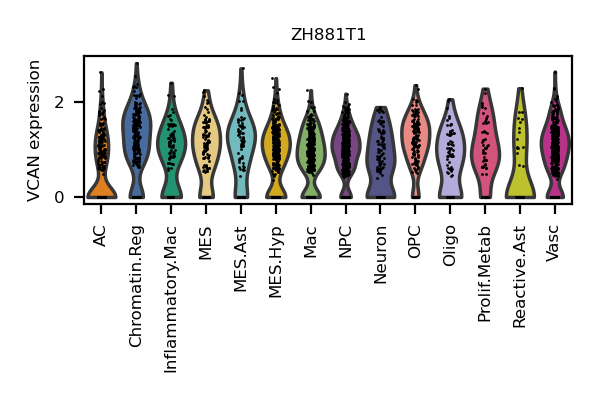 ZH881T1
VCAN expression
2
0
AC
Chromatin.Reg
Inflammatory.Mac
MES
MES.Ast
MES.Hyp
Mac
NPC
Neuron
OPC
Oligo
Prolif.Metab
Reactive.Ast
Vasc